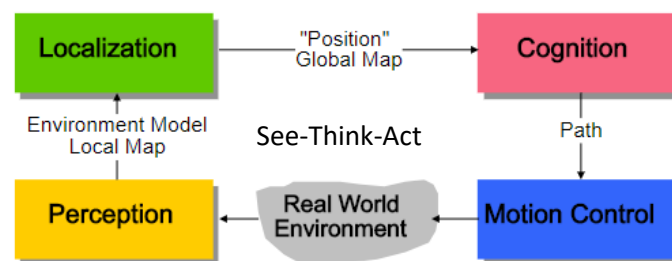 Localization
"Position"
Global Map
Cognition
Environment Model
Local Map
See-Think-Act
Path
Perception
Real World
Environment
Motion Control